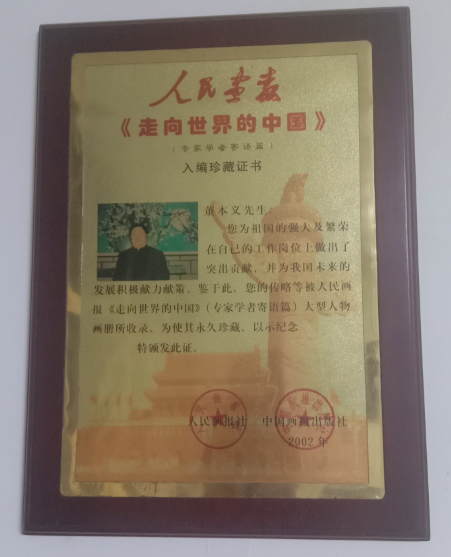 人民画报
《走向世界的中国》
(专家学者寄语篇)
入编珍藏证书
董本义先生：
您为祖国的强大及繁荣
在自己的工作岗位上做出了
突出贡献，并为我国未来的
发展积极献力献策。鉴于此，您的传略等被人民画
报《走向世界的中国》(专家学者寄语篇)大型人物
画册所收录。为使其永久珍藏，以示纪念
特颁发此证。
人民画报社 中国画报出版社
2002年